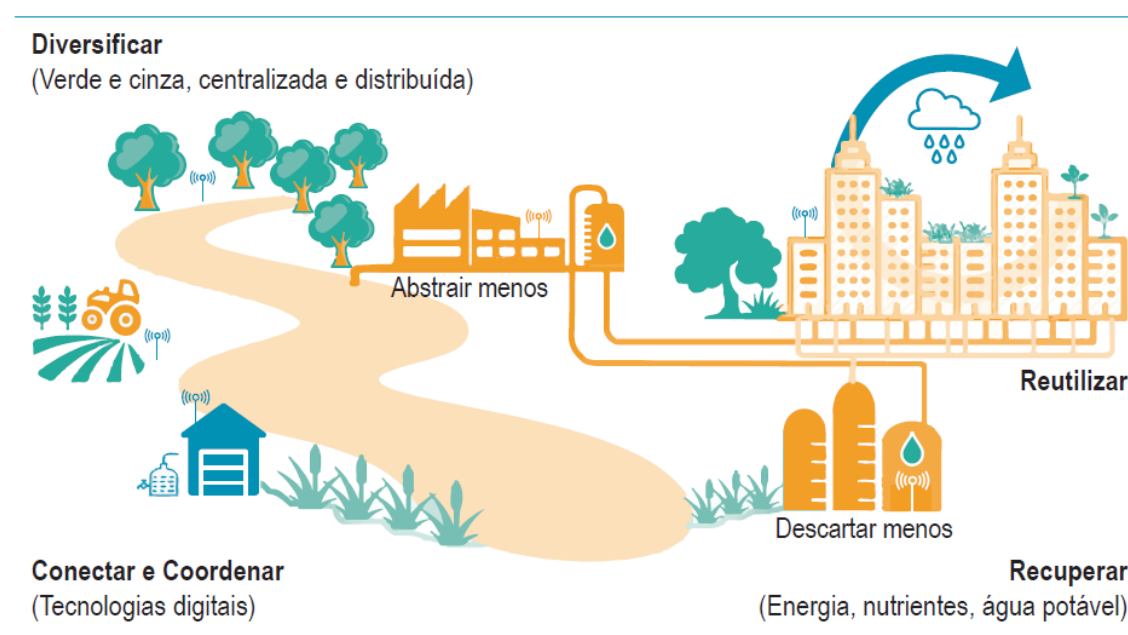 Diversificar
(Verde e cinza, centralizada e distribuída)
Abstrair menos
Reutilizar
Descartar menos
Conectar e Coordenar
(Tecnologias digitais)
Recuperar
(Energia, nutrientes, água potável)